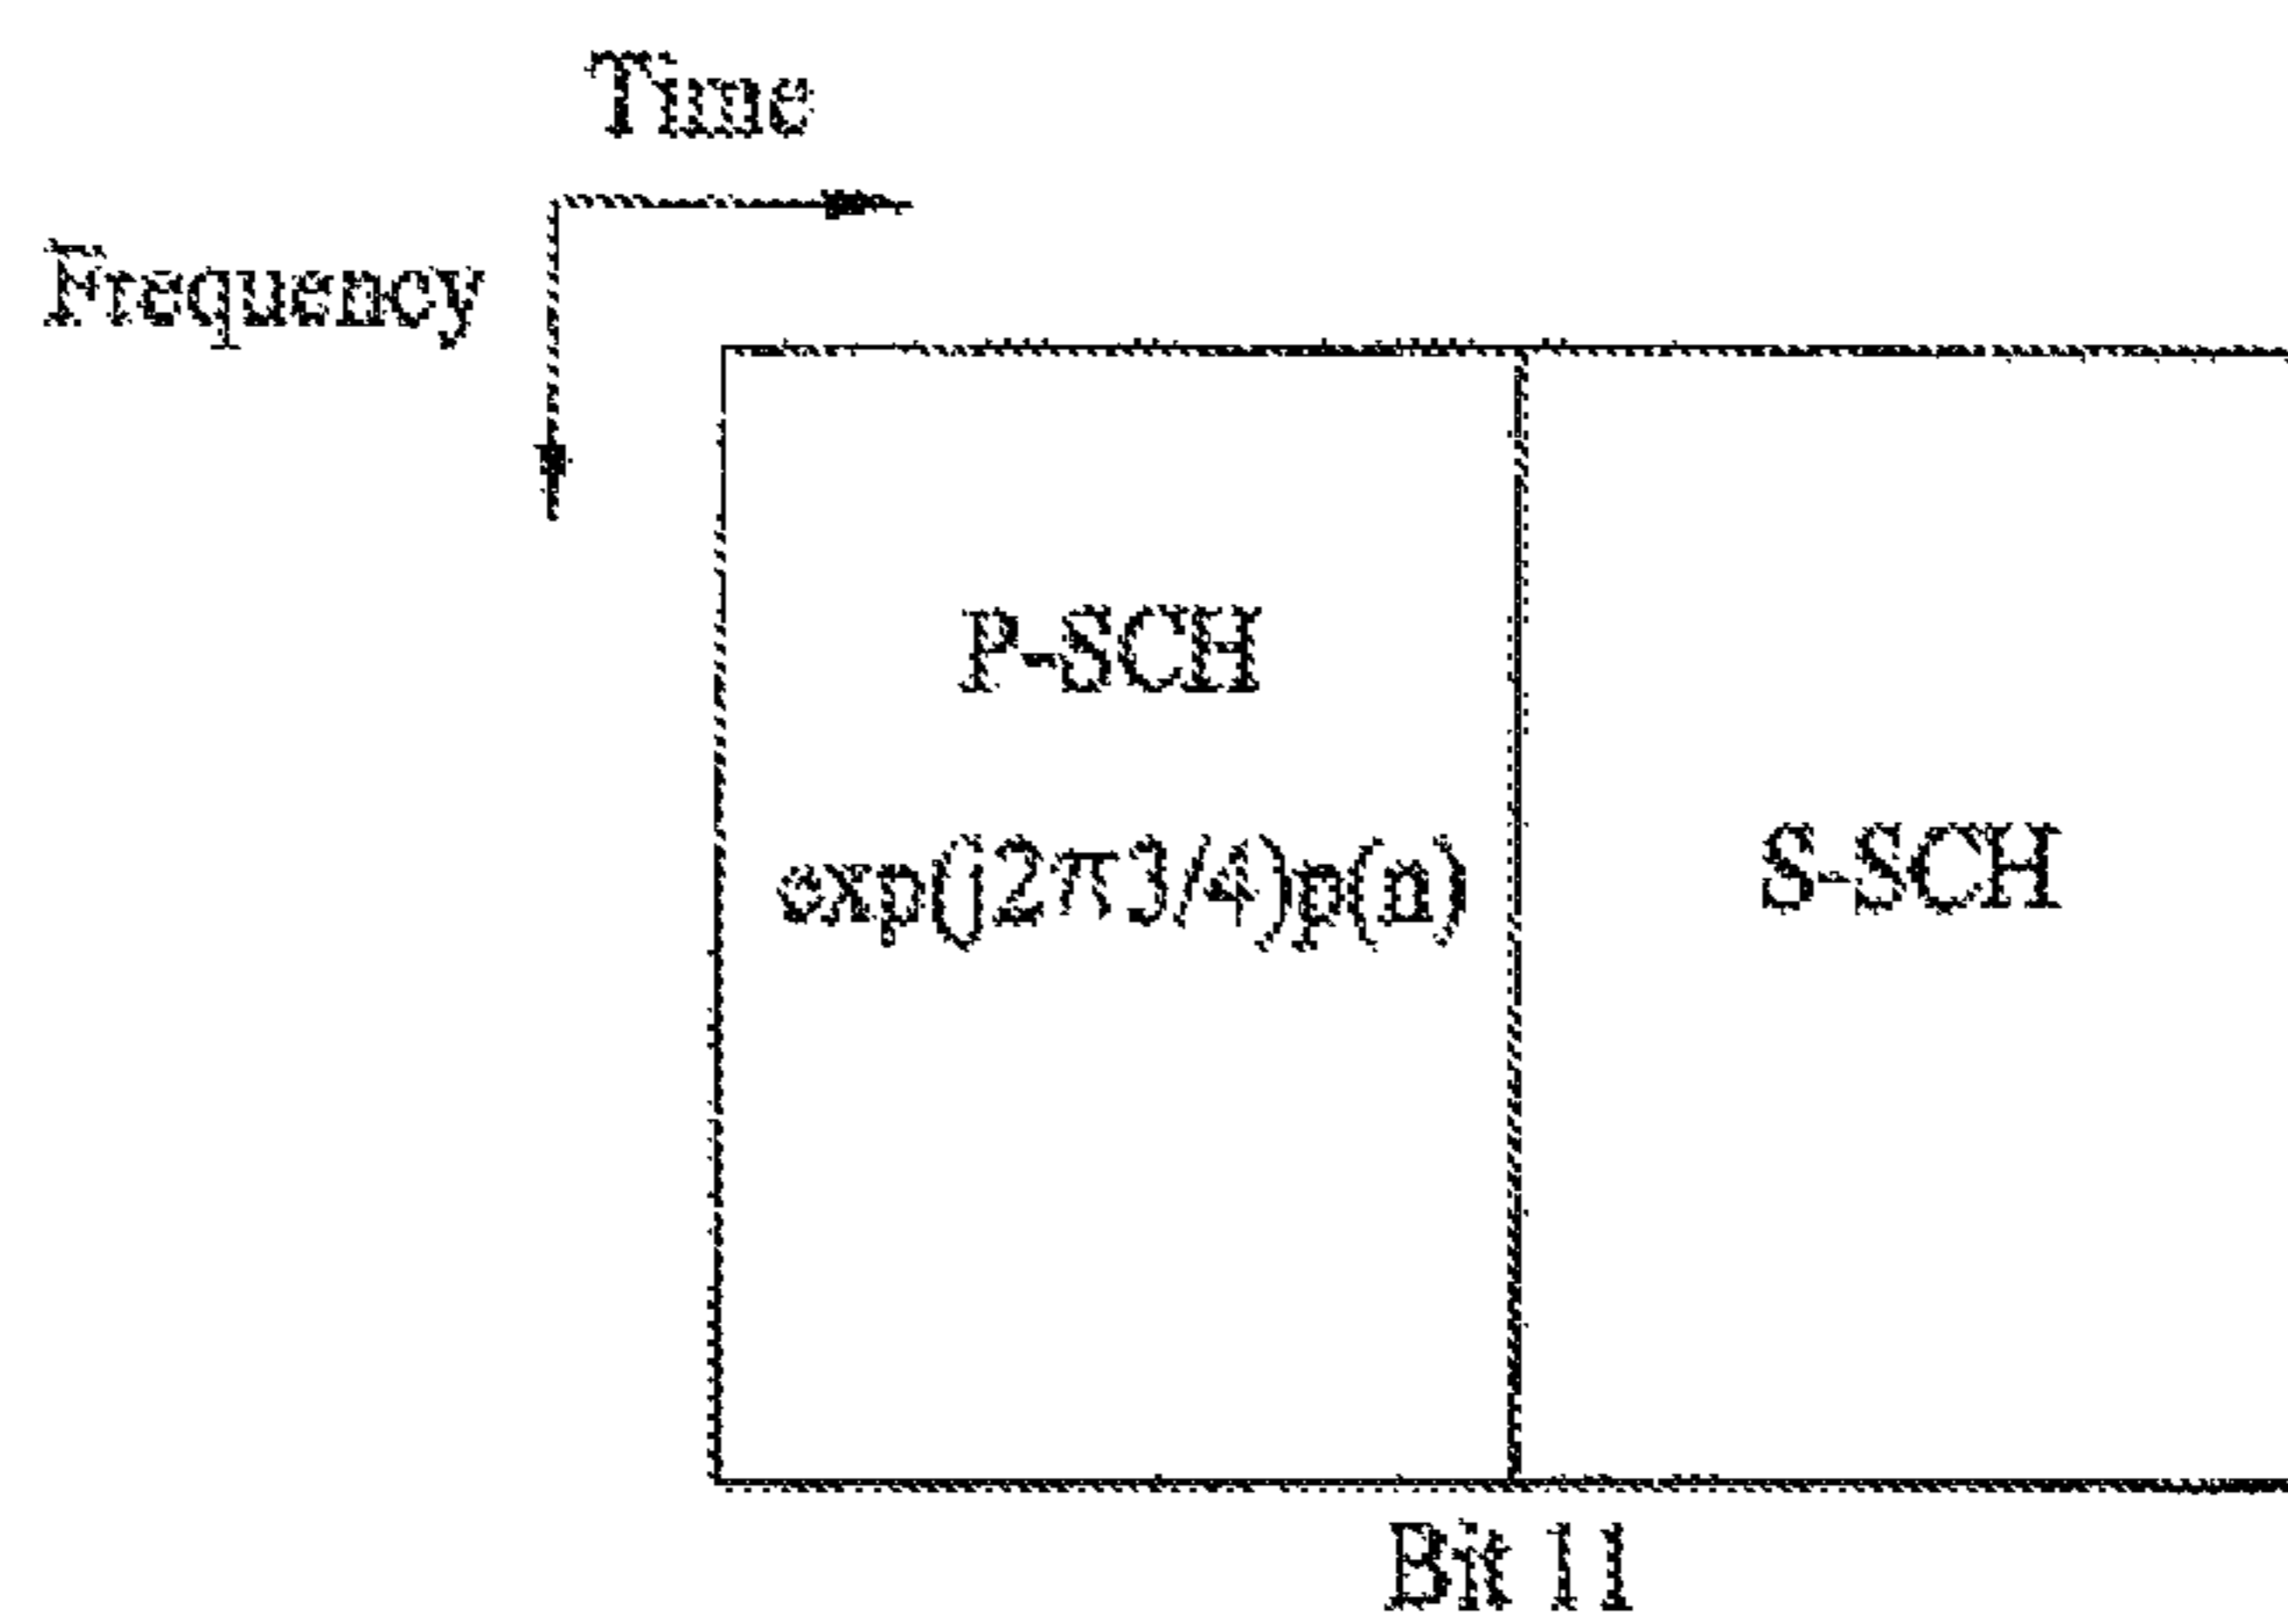 Time
Frequency
P-SCH
exp(j2π3/4)p(n)
S-SCH
Bit 11